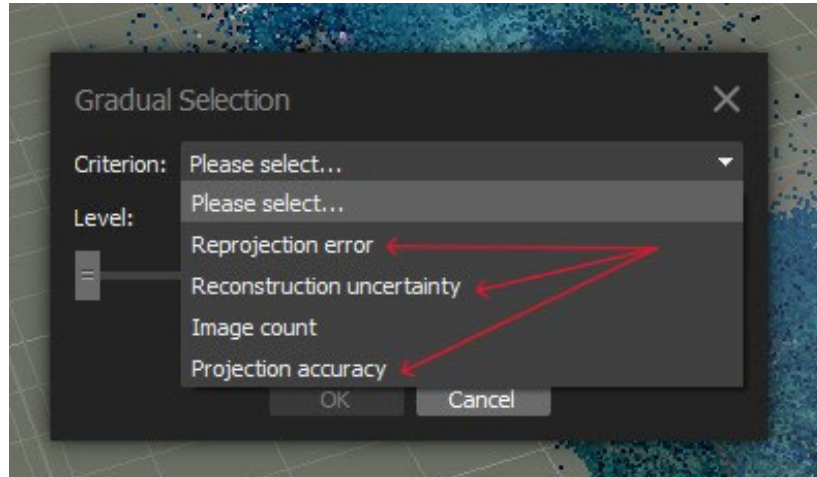 Gradual Selection
Criterion: Please select...
Please select...
Level:
Reprojection error
Reconstruction uncertainty
Image count
Projection accuracy
OK Cancel